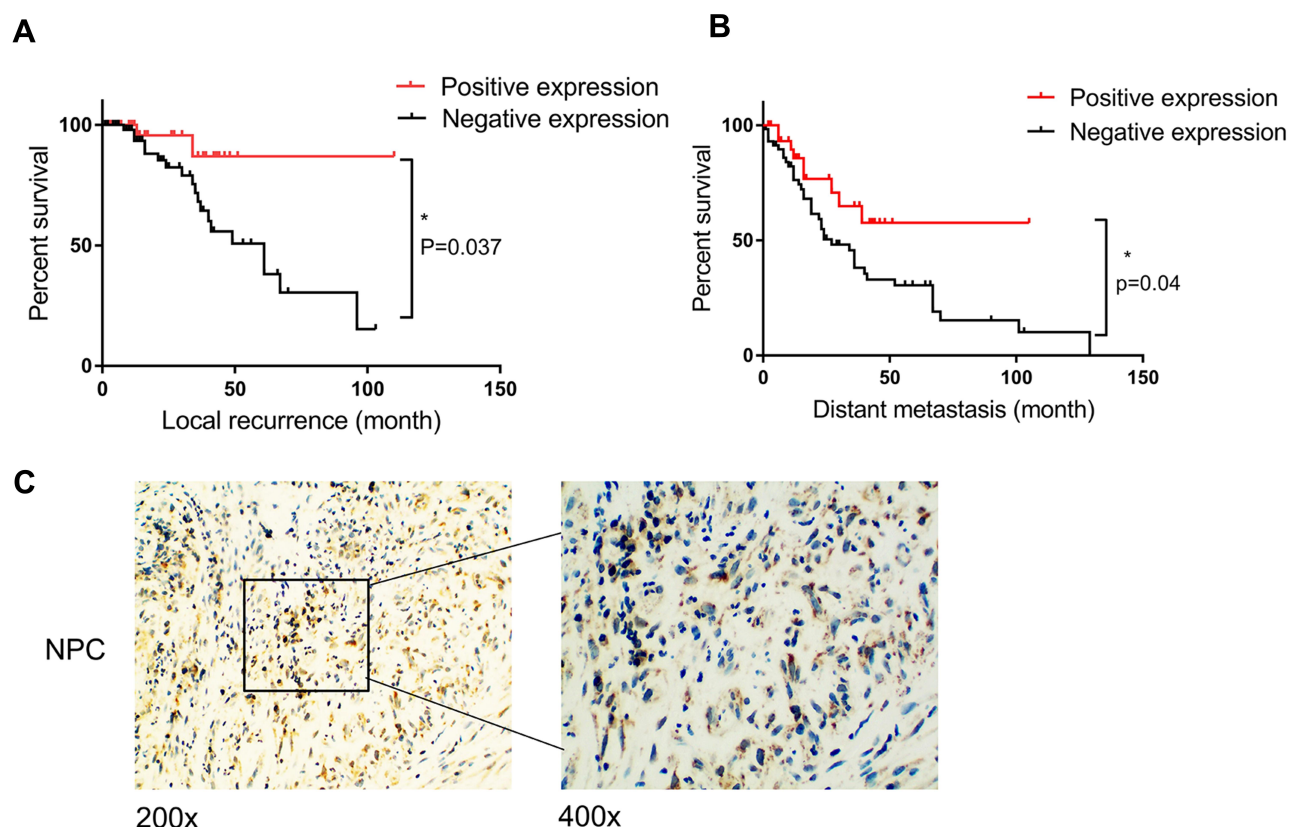 A
Positive expression
Negative expression
100
50
0
0
50
100
150
Percent survival
Local recurrence (month)
*
P=0.037
B
Positive expression
Negative expression
100
50
0
0
50
100
150
Percent survival
Distant metastasis (month)
*
p=0.04
C
NPC
200x
400x